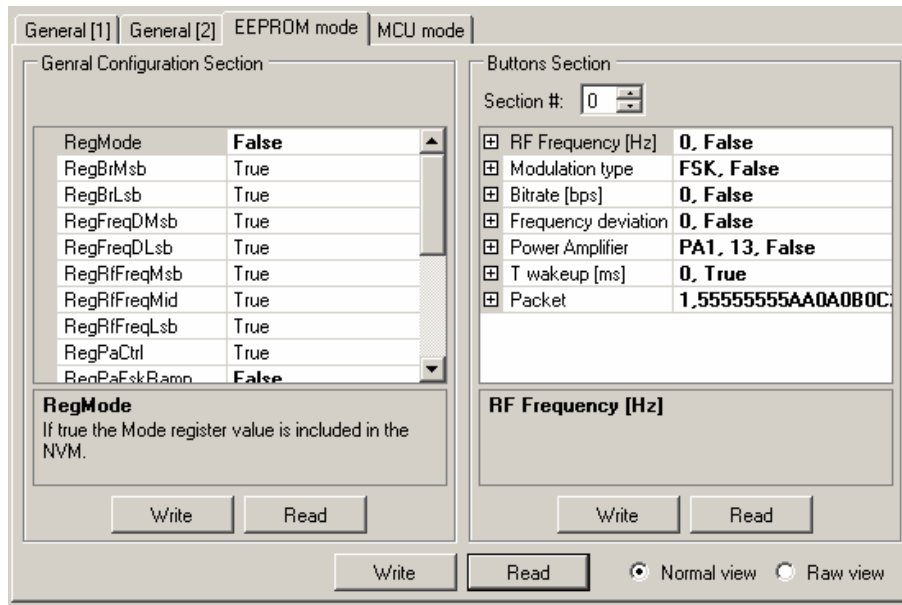 General [1] General [2] EEPROM mode MCU mode
Genral Configuration Section
RegMode False
RegBrMsb True
RegBrLsb True
RegFreqDMsb True
RegFreqDLsb True
RegRfFreqMsb True
RegRfFreqMid True
RegRfFreqLsb True
RegPaCtrl True
RegPaFskRamp False
RegMode
If true the Mode register value is included in the
NVM.
Write Read
Buttons Section
Section #: 0
RF Frequency [Hz] 0, False
Modulation type FSK, False
Bitrate [bps] 0, False
Frequency deviation 0, False
Power Amplifier PA1, 13, False
T wakeup [ms] 0, True
Packet 1,55555555AA0A0B0C
RF Frequency [Hz]
Write Read
Write Read Normal view Raw view